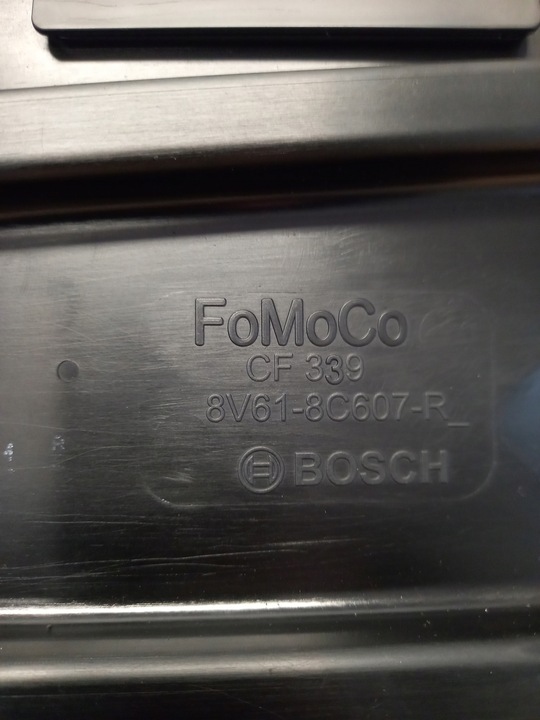 FoMoCo
CF 339
8V61-8C607-R_
BOSCH